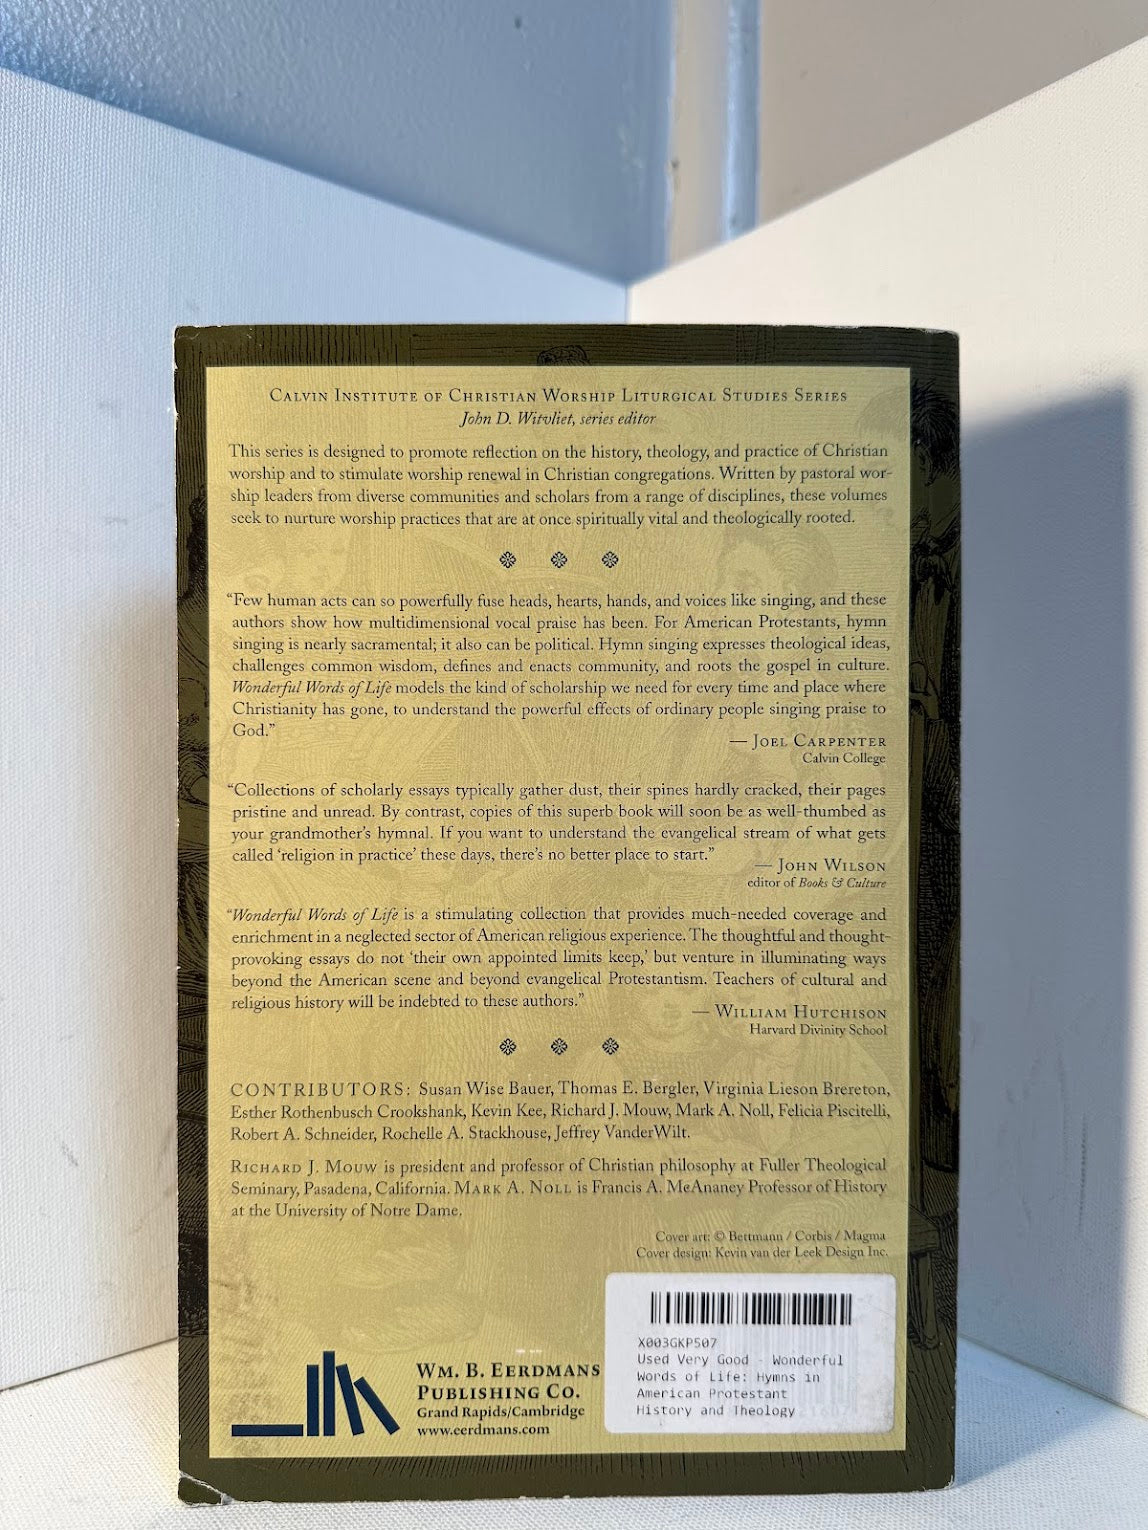 CALVIN INSTITUTE OF CHRISTIAN WORSHIP LITURGICAL STUDIES SERIES
John D. Witvliet, series editor
This series is designed to promote reflection on the history, theology, and practice of Christian
worship and to stimulate worship renewal in Christian congregations. Written by pastoral wor-
ship leaders from diverse communities and scholars from a range of disciplines, these volumes
seek to nurture worship practices that are at once spiritually vital and theologically rooted.
“Few human acts can so powerfully fuse heads, hearts, hands, and voices like singing, and these
authors show how multidimensional vocal praise has been. For American Protestants, hymn
singing is nearly sacramental; it also can be political. Hymn singing expresses theological ideas,
challenges common wisdom, defines and enacts community, and roots the gospel in culture.
Wonderful Words of Life models the kind of scholarship we need for every time and place where
Christianity has gone, to understand the powerful effects of ordinary people singing praise to
God.”
— JOEL CARPENTER
Calvin College
“Collections of scholarly essays typically gather dust, their spines hardly cracked, their pages
pristine and unread. By contrast, copies of this superb book will soon be as well-thumbed as
your grandmother’s hymnal. If you want to understand the evangelical stream of what gets
called ‘religion in practice’ these days, there’s no better place to start.”
— JOHN WILSON
editor of Books & Culture
“Wonderful Words of Life is a stimulating collection that provides much-needed coverage and
enrichment in a neglected sector of American religious experience. The thoughtful and thought-
provoking essays do not ‘their own appointed limits keep,’ but venture in illuminating ways
beyond the American scene and beyond evangelical Protestantism. Teachers of cultural and
religious history will be indebted to these authors.”
— WILLIAM HUTCHISON
Harvard Divinity School
CONTRIBUTORS: Susan Wise Bauer, Thomas E. Bergler, Virginia Lieson Brereton,
Esther Rothenbusch Crookshank, Kevin Kee, Richard J. Mouw, Mark A. Noll, Felicia Piscitelli,
Robert A. Schneider, Rochelle A. Stackhouse, Jeffrey VanderWilt.
RICHARD J. MOUW is president and professor of Christian philosophy at Fuller Theological
Seminary, Pasadena, California. MARK A. NOLL is Francis A. McAnaney Professor of History
at the University of Notre Dame.
Cover art: © Bettmann / Corbis / Magma
Cover design: Kevin van der Leek Design Inc.
X003GKP507
Used Very Good - Wonderful
Words of Life: Hymns in
American Protestant
History and Theology
WM. B. EERDMANS
PUBLISHING CO.
Grand Rapids/Cambridge
www.eerdmans.com